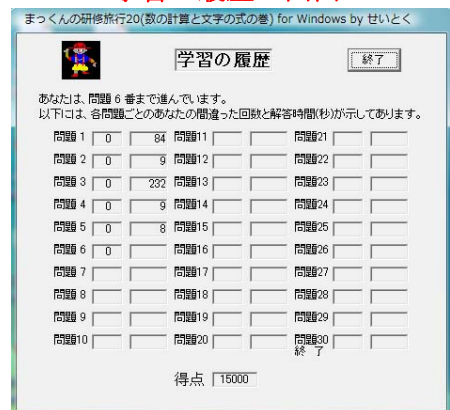 まっくんの研修旅行20(数の計算と文字の式の巻) for Windows by せいとく
学習の履歴
終了
あなたは、問題 6 番まで進んでいます。
以下には、各問題ごとのあなたの間違った回数と解答時間(秒)が示してあります。
問題 1 0 84 問題11 問題21
問題 2 0 9 問題12 問題22
問題 3 0 232 問題13 問題23
問題 4 0 9 問題14 問題24
問題 5 0 8 問題15 問題25
問題 6 0 問題16 問題26
問題 7 問題17 問題27
問題 8 問題18 問題28
問題 9 問題19 問題29
問題10 問題20 問題30
終 了
得点 15000